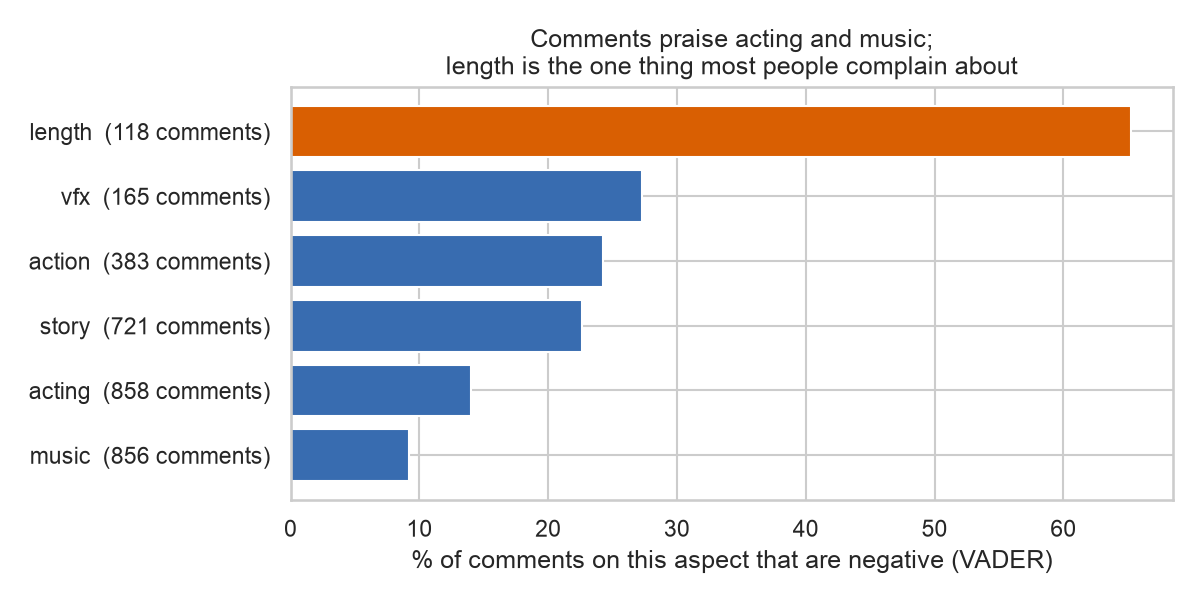 Comments praise acting and music;
length is the one thing most people complain about
length (118 comments)
vfx (165 comments)
action (383 comments)
story (721 comments)
acting (858 comments)
music (856 comments)
0 10 20 30 40 50 60
% of comments on this aspect that are negative (VADER)